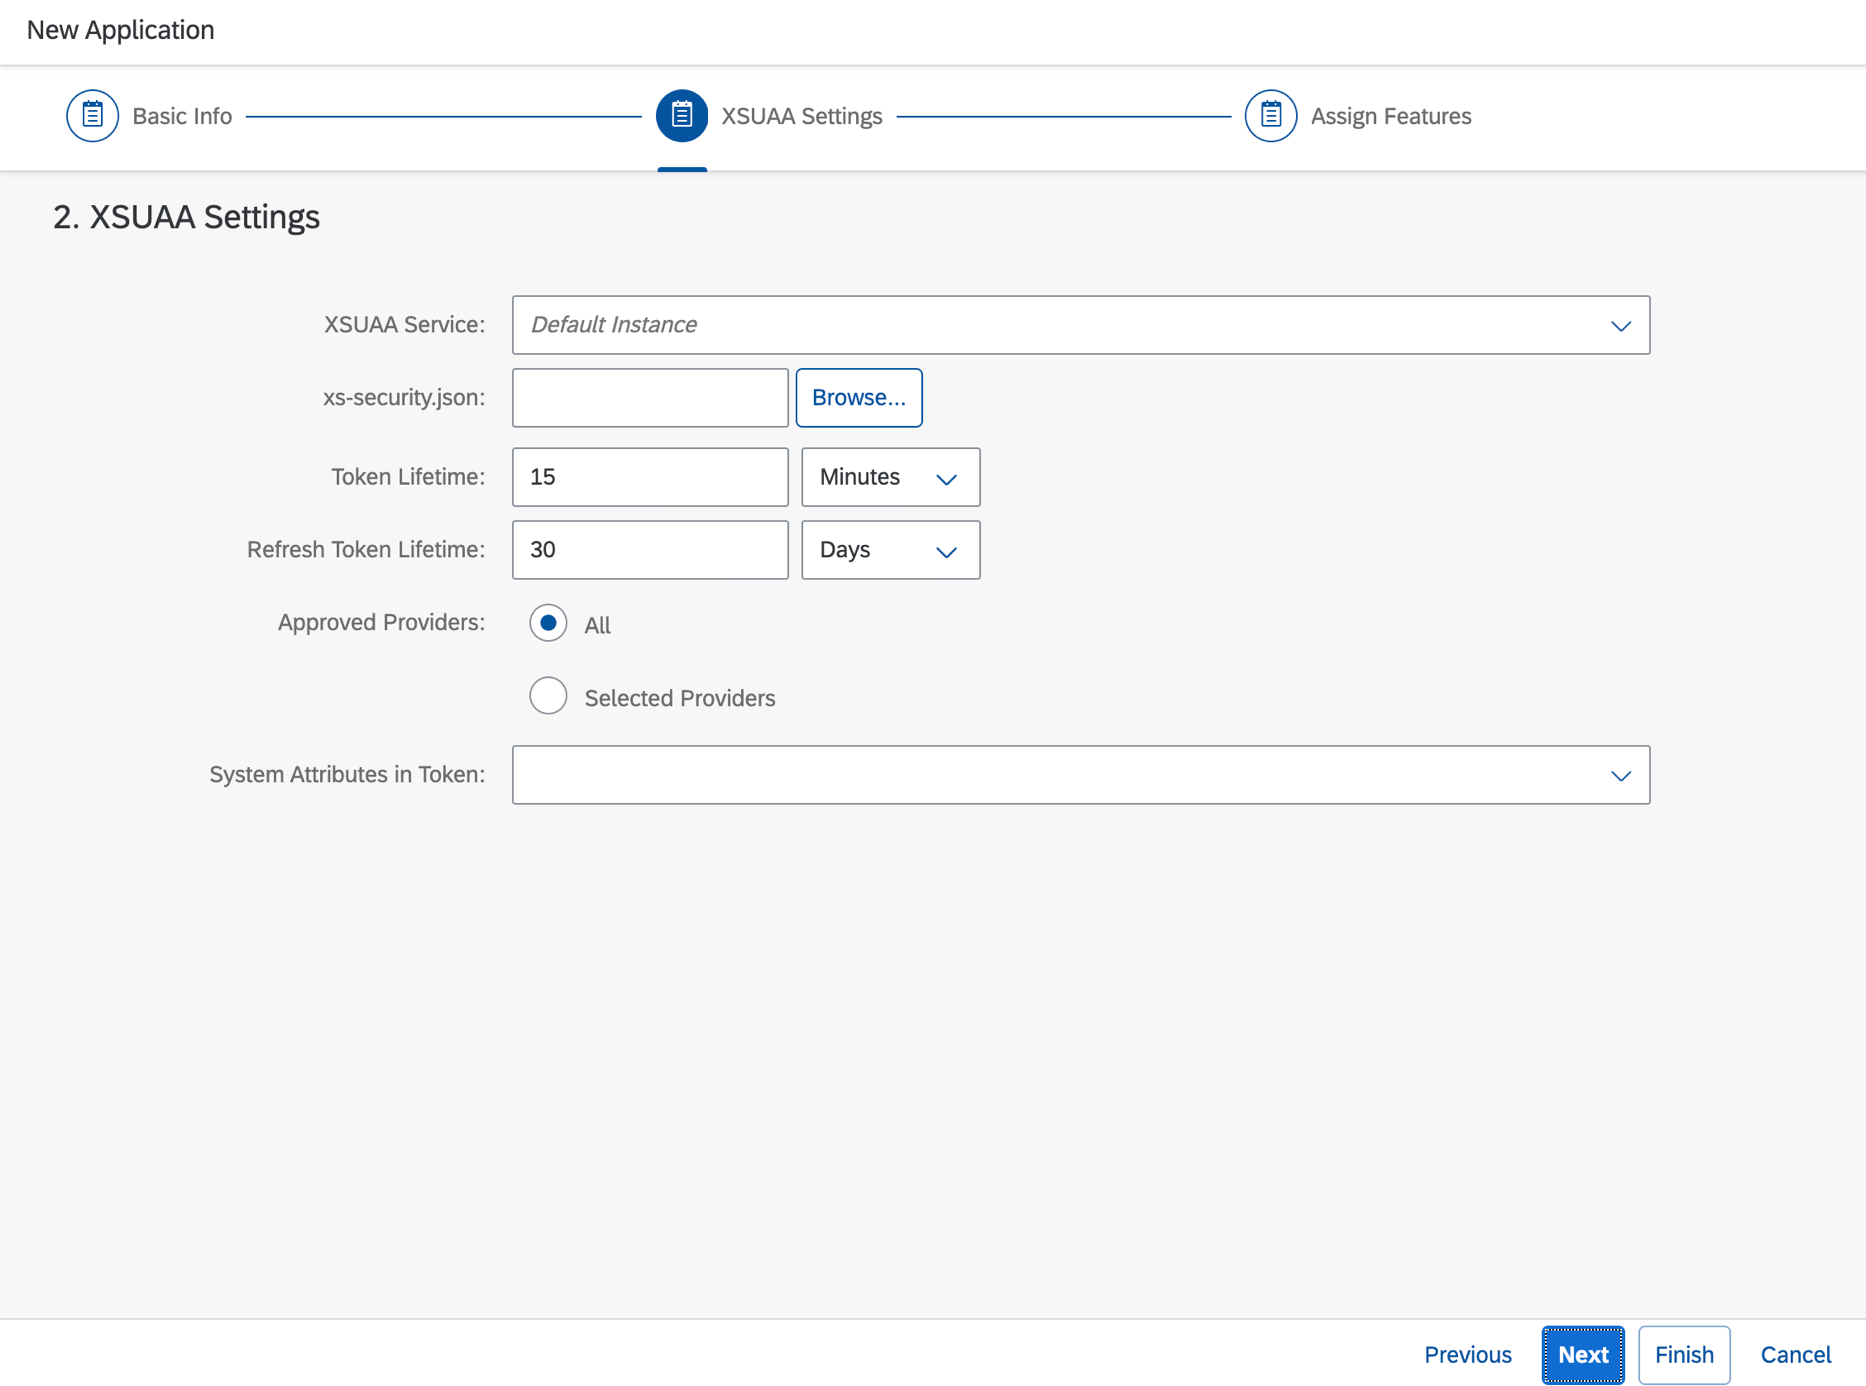 New Application
Basic Info
XSUAA Settings
Assign Features
2. XSUAA Settings
XSUAA Service: Default Instance
xs-security.json: Browse...
Token Lifetime: 15 Minutes
Refresh Token Lifetime: 30 Days
Approved Providers: All
Selected Providers
System Attributes in Token:
Previous Next Finish Cancel